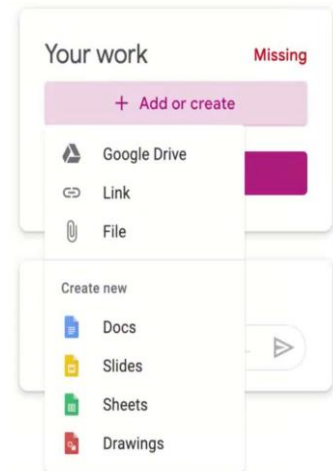 Your work
Missing
+ Add or create
Google Drive
Link
File
Create new
Docs
Slides
Sheets
Drawings